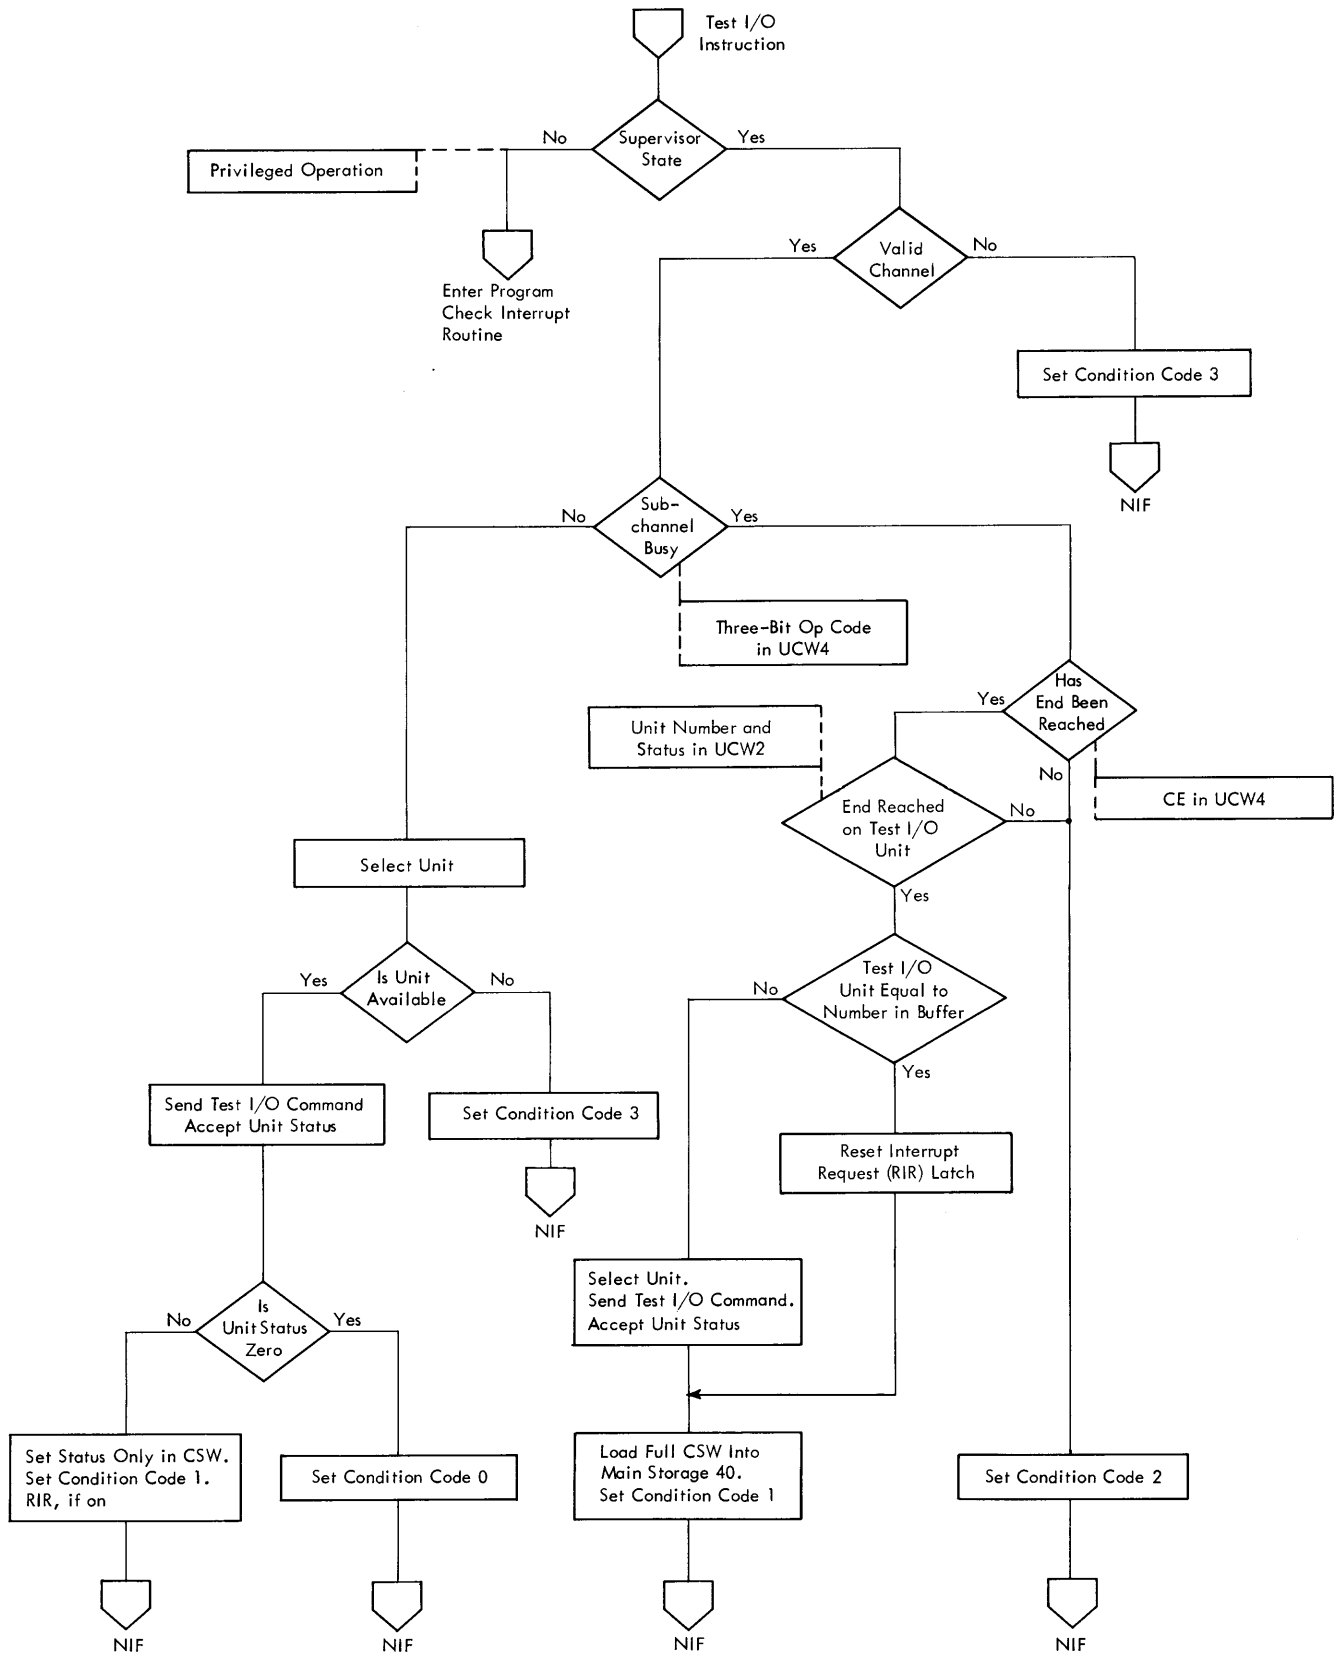 Test I/O
Instruction
No
Supervisor
State
Yes
Privileged Operation
Enter Program
Check Interrupt
Routine
Yes
Valid
Channel
No
Set Condition Code 3
NIF
No
Sub-
channel
Busy
Yes
Three-Bit Op Code
in UCW4
Has
End Been
Reached
Yes
No
Unit Number and
Status in UCW2
CE in UCW4
End Reached
on Test I/O
Unit
No
Yes
Select Unit
Yes
Is Unit
Available
No
Test I/O
Unit Equal to
Number in Buffer
No
Yes
Send Test I/O Command
Accept Unit Status
Set Condition Code 3
NIF
Reset Interrupt
Request (RIR) Latch
Select Unit.
Send Test I/O Command.
Accept Unit Status
No
Is
Unit Status
Zero
Yes
Set Status Only in CSW.
Set Condition Code 1.
RIR, if on
Set Condition Code 0
Load Full CSW Into
Main Storage 40.
Set Condition Code 1
Set Condition Code 2
NIF
NIF
NIF
NIF